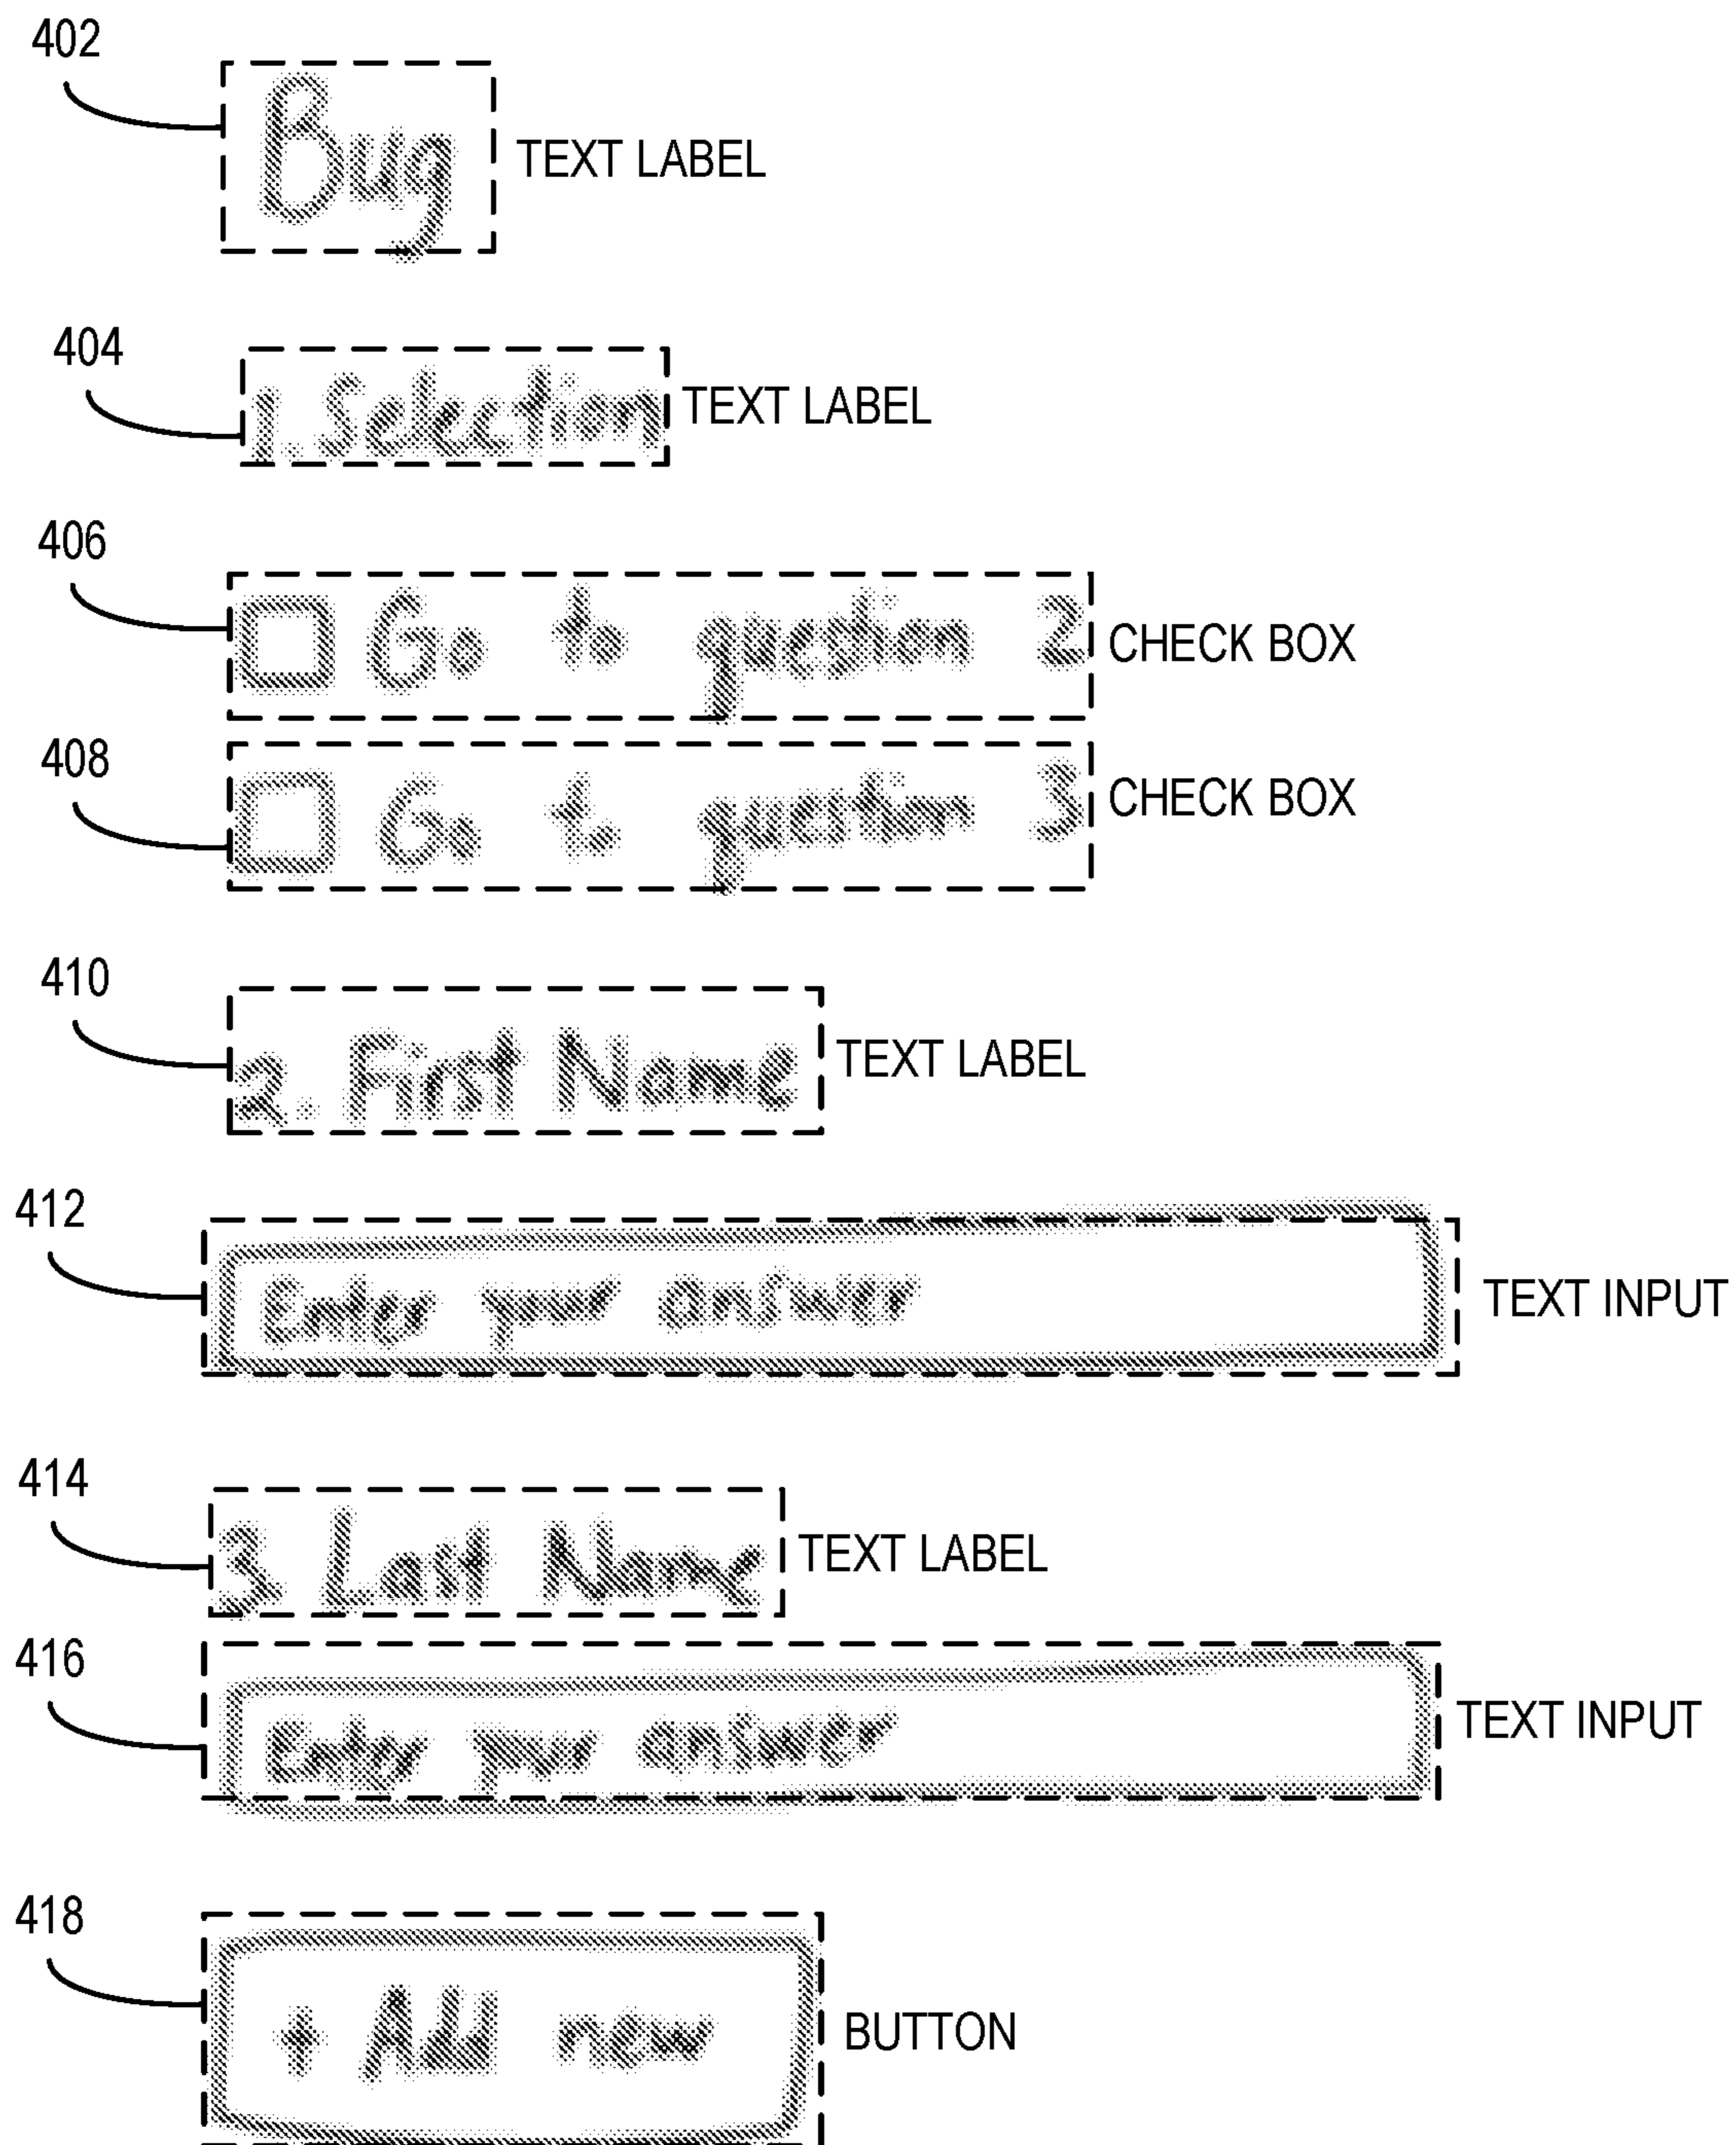 402
Bug TEXT LABEL
404
1. Selection TEXT LABEL
406
Go to question 2 CHECK BOX
408
Go to question 3 CHECK BOX
410
2. First Name TEXT LABEL
412
Enter your answer TEXT INPUT
414
3. Last Name TEXT LABEL
416
Enter your answer TEXT INPUT
418
+ Add new BUTTON